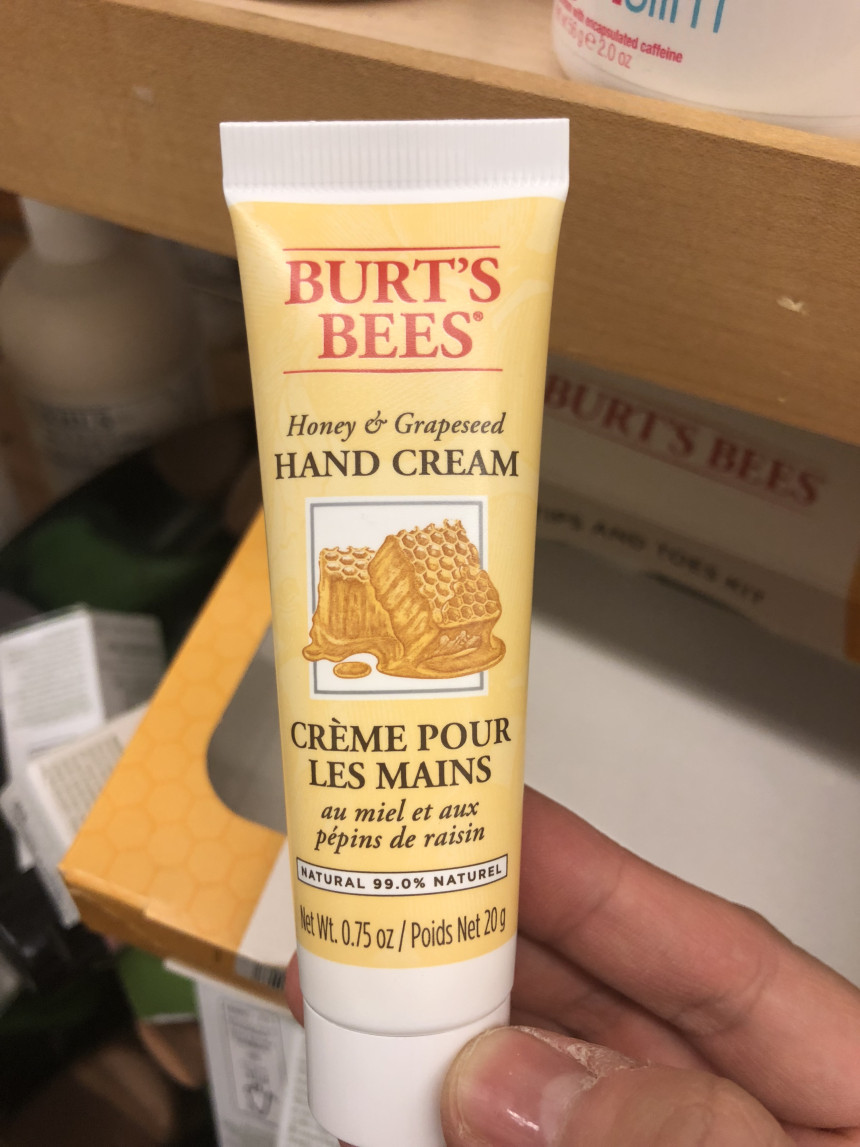 with encapsulated caffeine
e 2.0 oz
BURT'S
BEES®
Honey & Grapeseed
HAND CREAM
CRÈME POUR
LES MAINS
au miel et aux
pépins de raisin
NATURAL 99.0% NATUREL
Net Wt. 0.75 oz / Poids Net 20 g
BURT'S BEES
TIPS AND TOES KIT